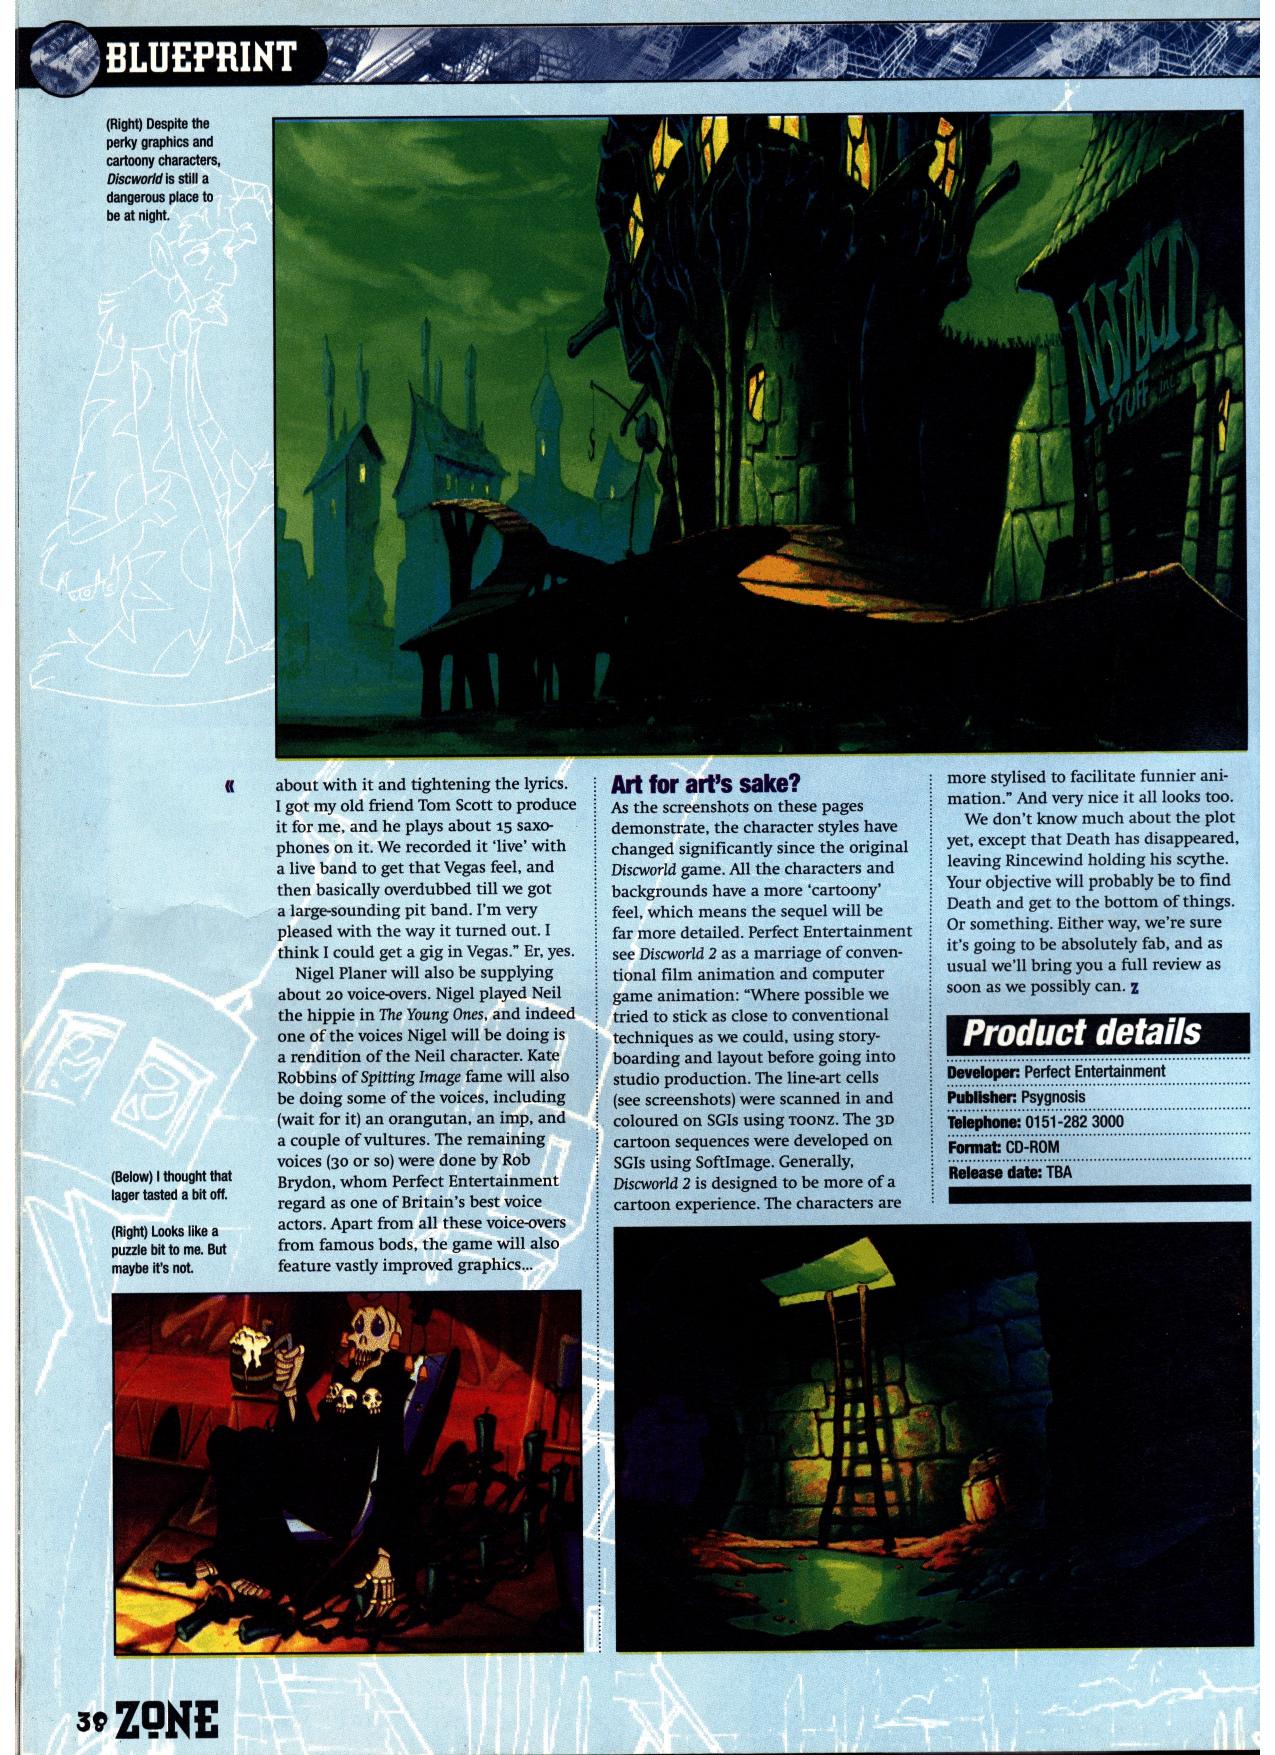 BLUEPRINT
(Right) Despite the
perky graphics and
cartoony characters,
Discworld is still a
dangerous place to
be at night.
NOVELTI
STUFF inc
«
about with it and tightening the lyrics.
I got my old friend Tom Scott to produce
it for me, and he plays about 15 saxo-
phones on it. We recorded it ‘live’ with
a live band to get that Vegas feel, and
then basically overdubbed till we got
a large-sounding pit band. I'm very
pleased with the way it turned out. I
think I could get a gig in Vegas.” Er, yes.
Nigel Planer will also be supplying
about 20 voice-overs. Nigel played Neil
the hippie in The Young Ones, and indeed
one of the voices Nigel will be doing is
a rendition of the Neil character. Kate
Robbins of Spitting Image fame will also
be doing some of the voices, including
(wait for it) an orangutan, an imp, and
a couple of vultures. The remaining
voices (30 or so) were done by Rob
Brydon, whom Perfect Entertainment
regard as one of Britain's best voice
actors. Apart from all these voice-overs
from famous bods, the game will also
feature vastly improved graphics...
Art for art's sake?
As the screenshots on these pages
demonstrate, the character styles have
changed significantly since the original
Discworld game. All the characters and
backgrounds have a more ‘cartoony’
feel, which means the sequel will be
far more detailed. Perfect Entertainment
see Discworld 2 as a marriage of conven-
tional film animation and computer
game animation: “Where possible we
tried to stick as close to conventional
techniques as we could, using story-
boarding and layout before going into
studio production. The line-art cells
(see screenshots) were scanned in and
coloured on SGIs using TOONZ. The 3D
cartoon sequences were developed on
SGIs using SoftImage. Generally,
Discworld 2 is designed to be more of a
cartoon experience. The characters are
more stylised to facilitate funnier ani-
mation.” And very nice it all looks too.
We don't know much about the plot
yet, except that Death has disappeared,
leaving Rincewind holding his scythe.
Your objective will probably be to find
Death and get to the bottom of things.
Or something. Either way, we're sure
it's going to be absolutely fab, and as
usual we'll bring you a full review as
soon as we possibly can. Z
Product details
Developer: Perfect Entertainment
Publisher: Psygnosis
Telephone: 0151-282 3000
Format: CD-ROM
Release date: TBA
(Below) I thought that
lager tasted a bit off.
(Right) Looks like a
puzzle bit to me. But
maybe it's not.
38 ZONE